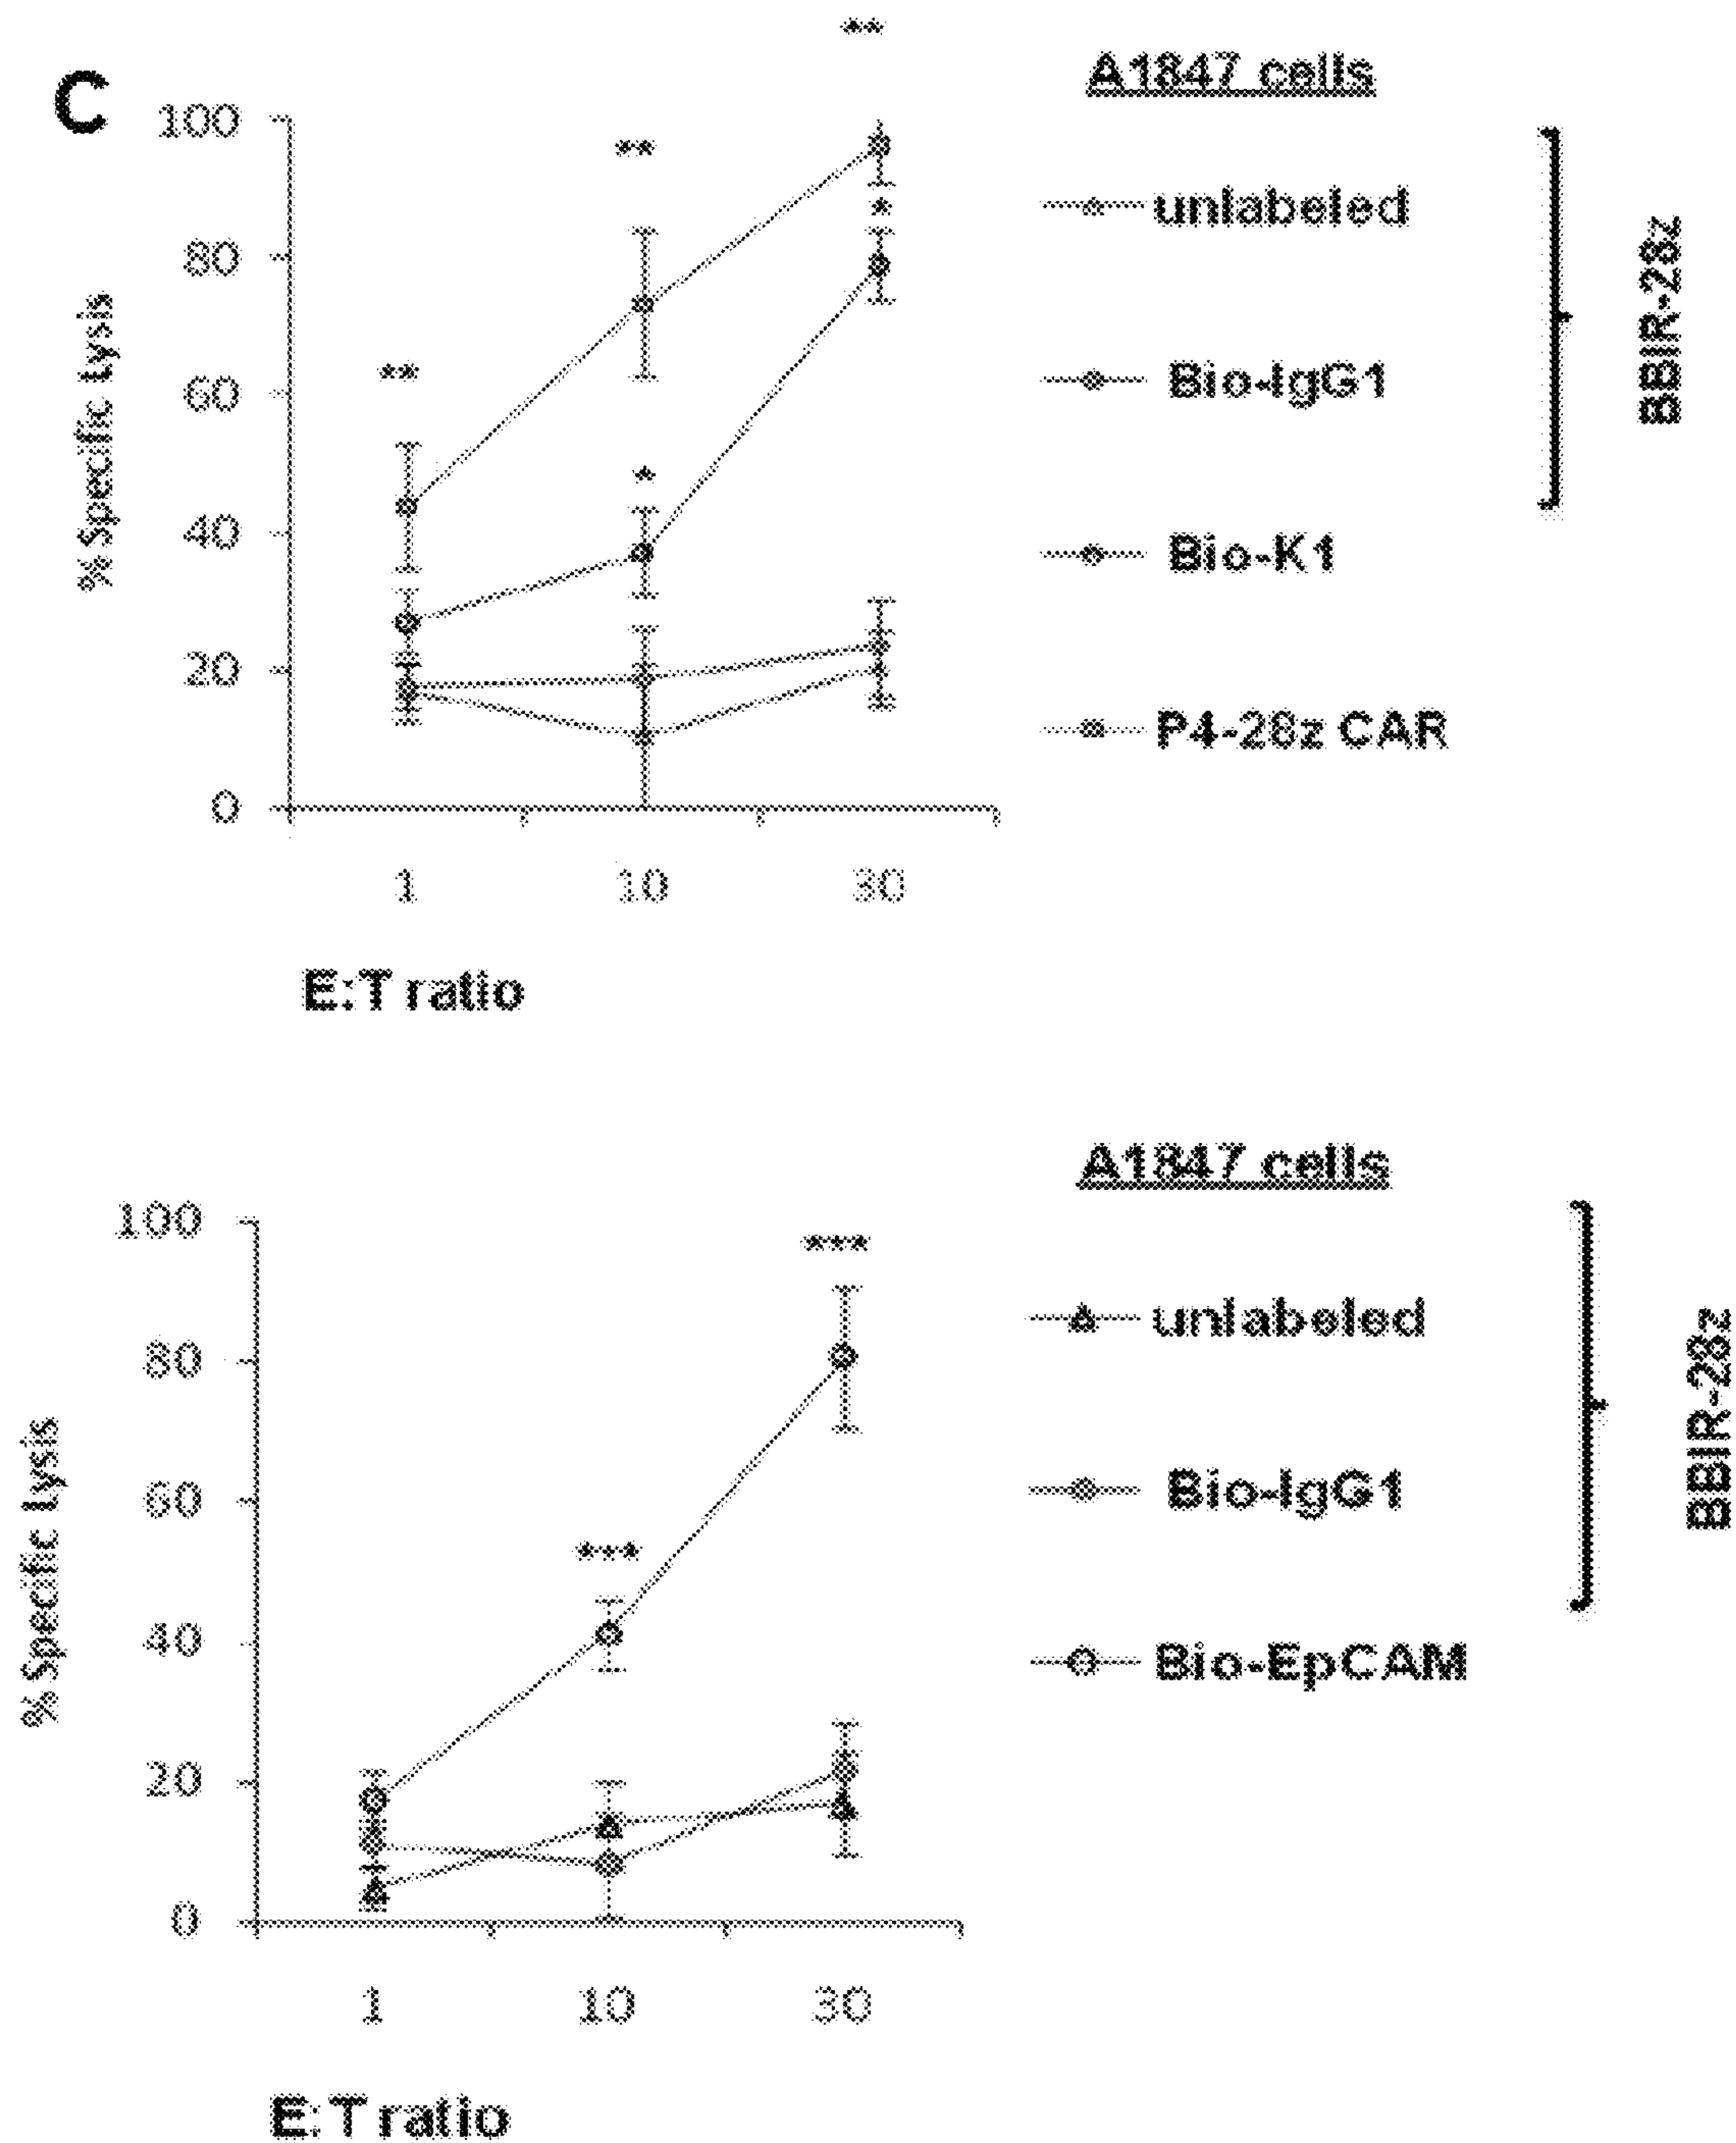 C
**
A1847 cells
100
**
unlabeled
*
80
BBIR-28z
% Specific Lysis
**
60
Bio-IgG1
*
40
Bio-K1
20
P4-28z CAR
0
1 10 30
E:T ratio
A1847 cells
100
***
unlabeled
80
BBIR-28z
% Specific Lysis
60
Bio-IgG1
***
40
Bio-EpCAM
20
0
1 10 30
E:T ratio